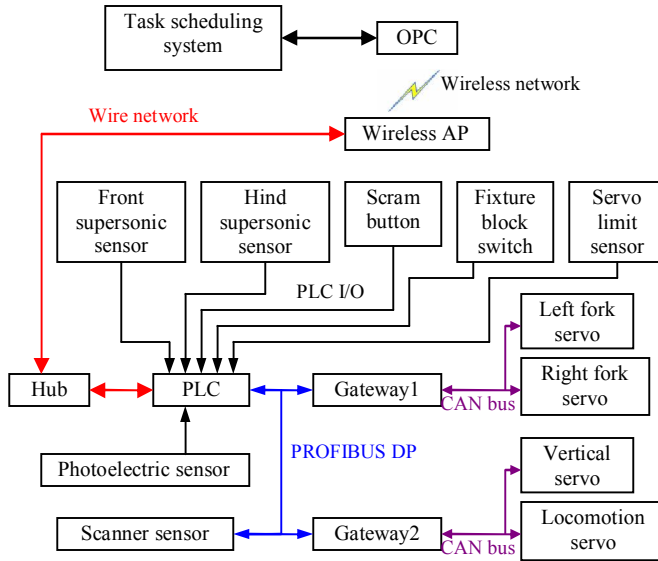 Task scheduling
system
OPC
Wireless network
Wire network
Wireless AP
Front
supersonic
sensor
Hind
supersonic
sensor
Scram
button
Fixture
block
switch
Servo
limit
sensor
PLC I/O
Left fork
servo
Hub
PLC
Gateway1
CAN bus
Right fork
servo
Photoelectric sensor
PROFIBUS DP
Vertical
servo
Scanner sensor
Gateway2
CAN bus
Locomotion
servo